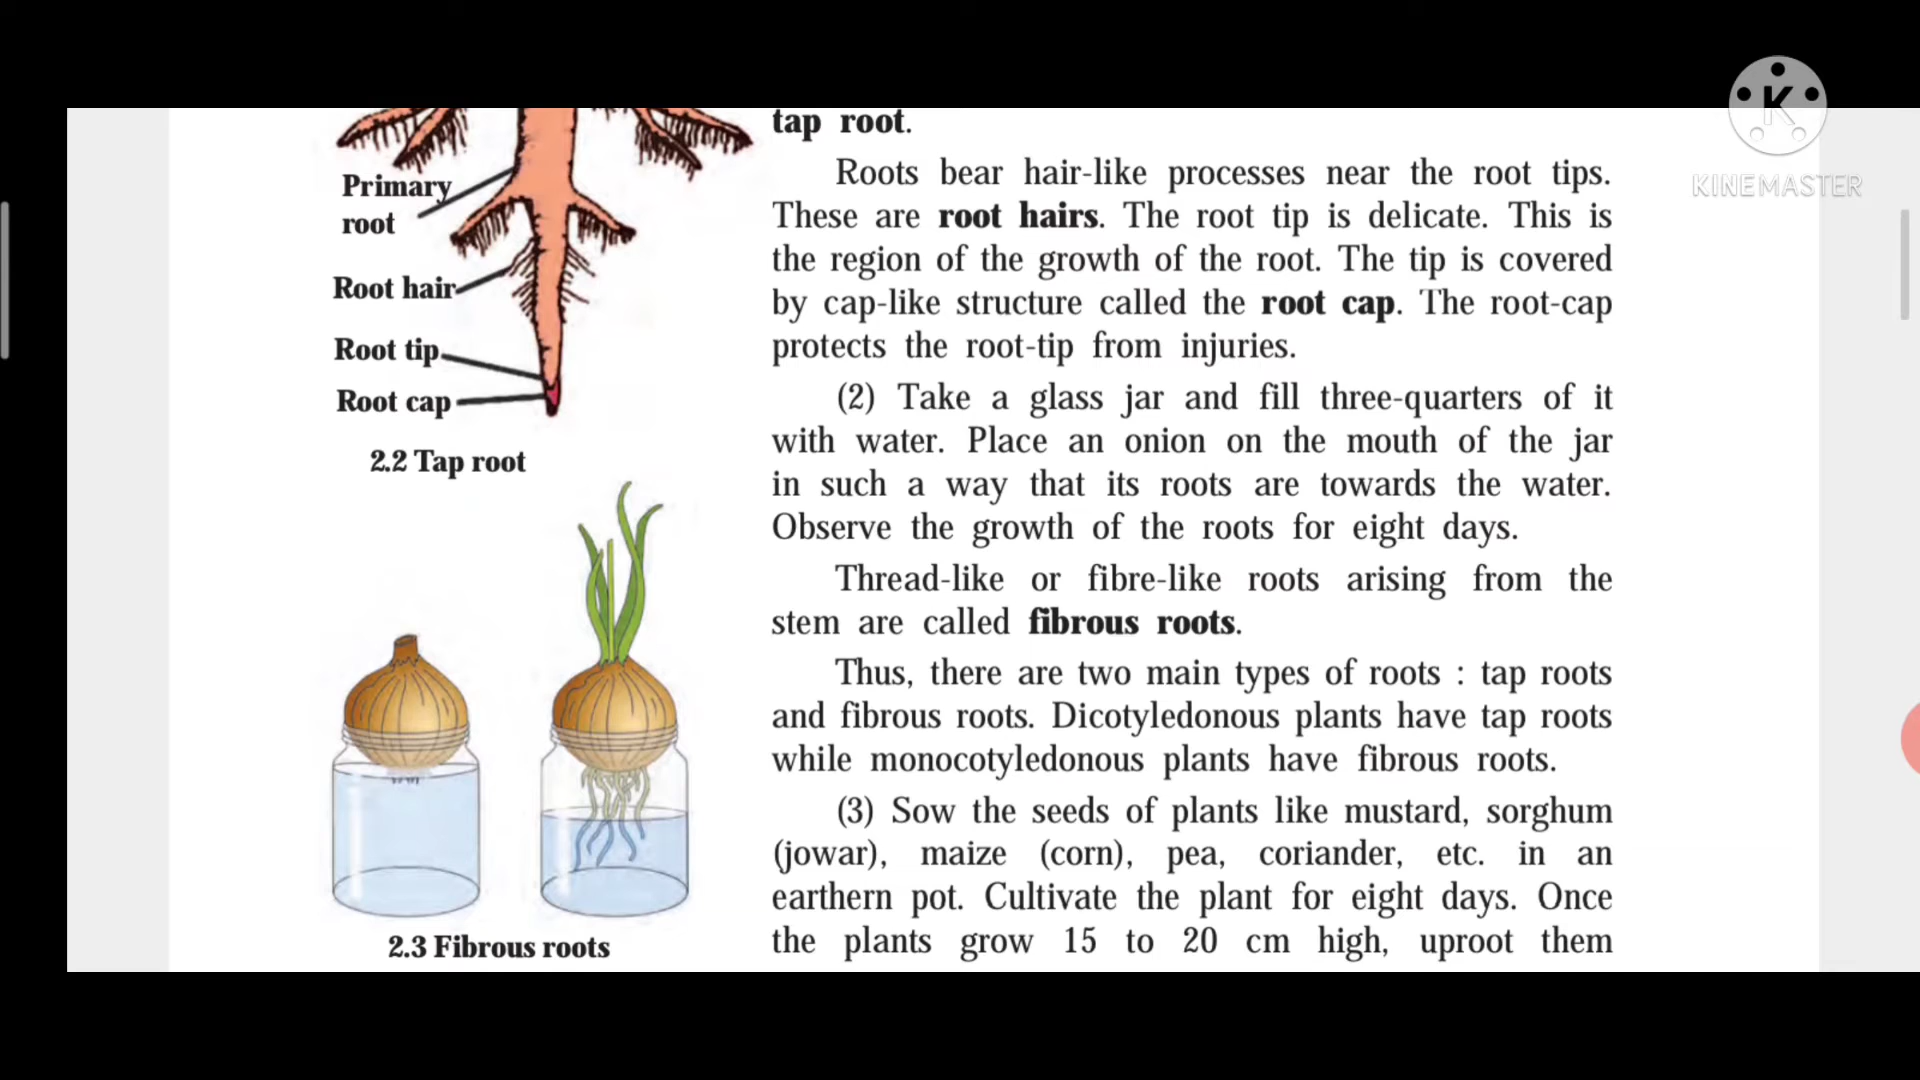 Primary
root
Root hair
Root tip
Root cap
2.2 Tap root
2.3 Fibrous roots
tap root.
Roots bear hair-like processes near the root tips.
These are root hairs. The root tip is delicate. This is
the region of the growth of the root. The tip is covered
by cap-like structure called the root cap. The root-cap
protects the root-tip from injuries.
(2) Take a glass jar and fill three-quarters of it
with water. Place an onion on the mouth of the jar
in such a way that its roots are towards the water.
Observe the growth of the roots for eight days.
Thread-like or fibre-like roots arising from the
stem are called fibrous roots.
Thus, there are two main types of roots : tap roots
and fibrous roots. Dicotyledonous plants have tap roots
while monocotyledonous plants have fibrous roots.
(3) Sow the seeds of plants like mustard, sorghum
(jowar), maize (corn), pea, coriander, etc. in an
earthern pot. Cultivate the plant for eight days. Once
the plants grow 15 to 20 cm high, uproot them
K
KINEMASTER